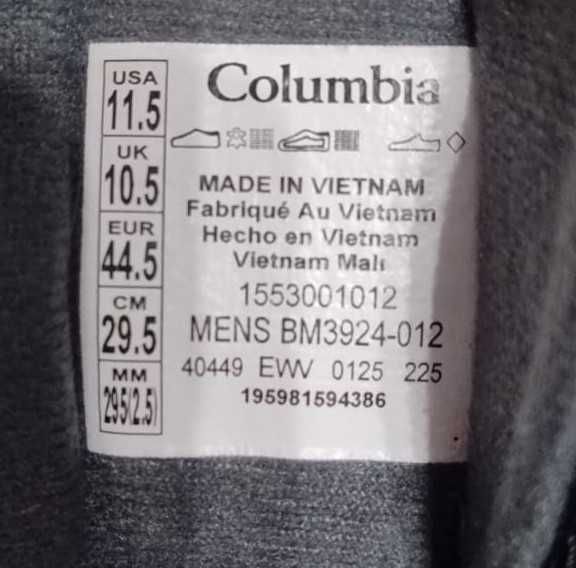 USA
11.5
UK
10.5
EUR
44.5
CM
29.5
MM
295(2.5)
Columbia
MADE IN VIETNAM
Fabriqué Au Vietnam
Hecho en Vietnam
Vietnam Malı
1553001012
MENS BM3924-012
40449 EWV 0125 225
195981594386